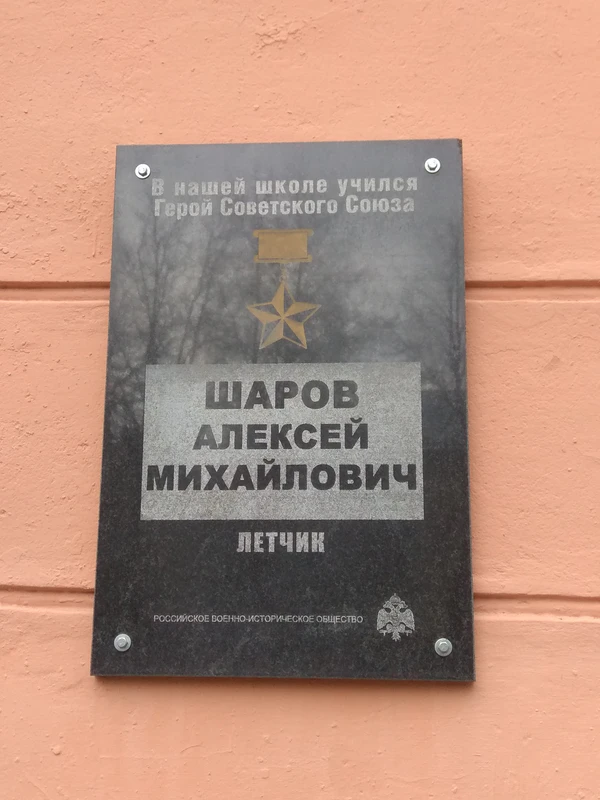 В нашей школе учился
Герой Советского Союза
ШАРОВ
АЛЕКСЕЙ
МИХАЙЛОВИЧ
ЛЕТЧИК
РОССИЙСКОЕ ВОЕННО-ИСТОРИЧЕСКОЕ ОБЩЕСТВО